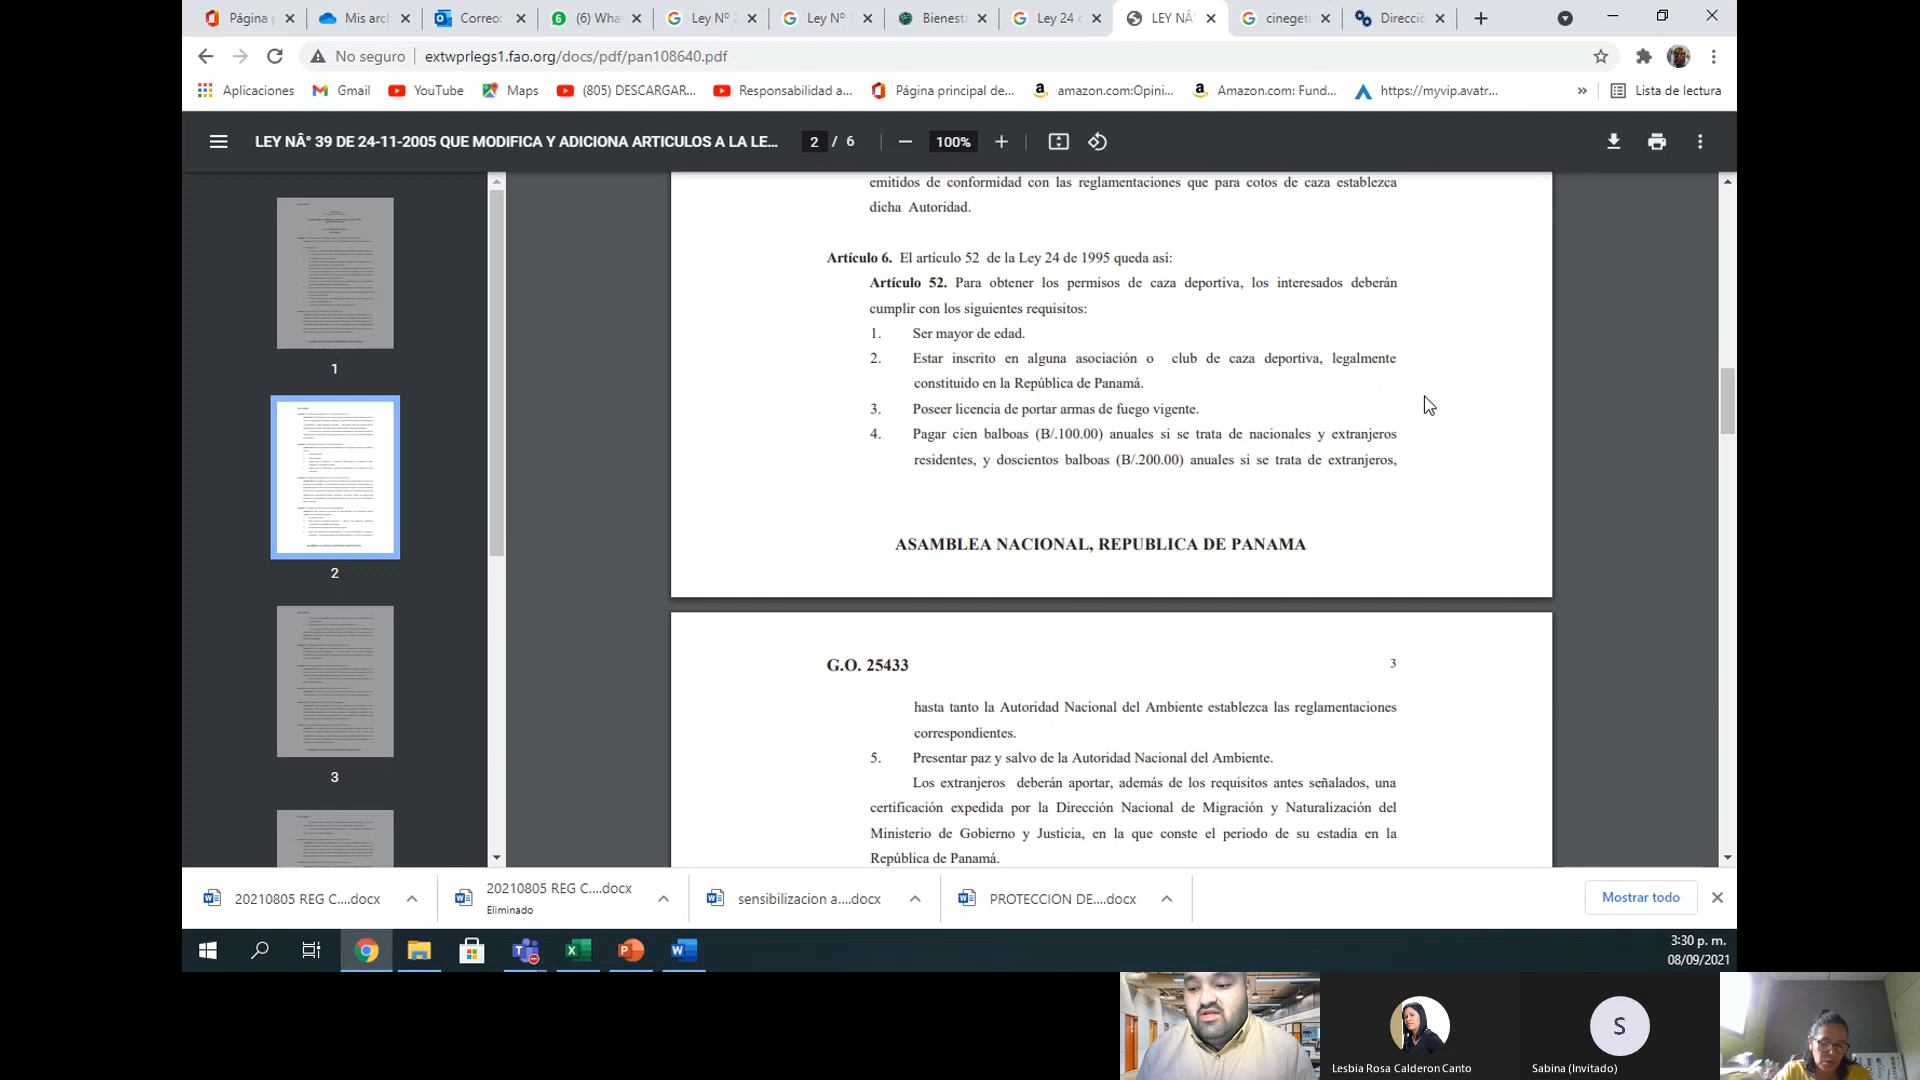 Página
Mis arc
Correo:
(6) Wha
Ley Nº
Ley Nº
Bienest
Ley 24
LEY NÂ°
cineget
Direcci
No seguro
extwprlegs1.fao.org/docs/pdf/pan108640.pdf
Aplicaciones
Gmail
YouTube
Maps
(805) DESCARGAR...
Responsabilidad a...
Página principal de...
amazon.com:Opini...
Amazon.com: Fund...
https://myvip.avatr...
»
Lista de lectura
LEY NÂ° 39 DE 24-11-2005 QUE MODIFICA Y ADICIONA ARTICULOS A LA LE...
2 / 6
100%
1
2
3
emitidos de conformidad con las reglamentaciones que para cotos de caza establezca
dicha Autoridad.
Artículo 6. El artículo 52 de la Ley 24 de 1995 queda así:
Artículo 52. Para obtener los permisos de caza deportiva, los interesados deberán
cumplir con los siguientes requisitos:
1. Ser mayor de edad.
2. Estar inscrito en alguna asociación o club de caza deportiva, legalmente
constituido en la República de Panamá.
3. Poseer licencia de portar armas de fuego vigente.
4. Pagar cien balboas (B/.100.00) anuales si se trata de nacionales y extranjeros
residentes, y doscientos balboas (B/.200.00) anuales si se trata de extranjeros,
ASAMBLEA NACIONAL, REPUBLICA DE PANAMA
G.O. 25433
3
hasta tanto la Autoridad Nacional del Ambiente establezca las reglamentaciones
correspondientes.
5. Presentar paz y salvo de la Autoridad Nacional del Ambiente.
Los extranjeros deberán aportar, además de los requisitos antes señalados, una
certificación expedida por la Dirección Nacional de Migración y Naturalización del
Ministerio de Gobierno y Justicia, en la que conste el periodo de su estadía en la
República de Panamá.
20210805 REG C....docx
20210805 REG C....docx
Eliminado
sensibilizacion a....docx
PROTECCION DE....docx
Mostrar todo
3:30 p. m.
08/09/2021
S
Lesbia Rosa Calderon Canto
Sabina (Invitado)